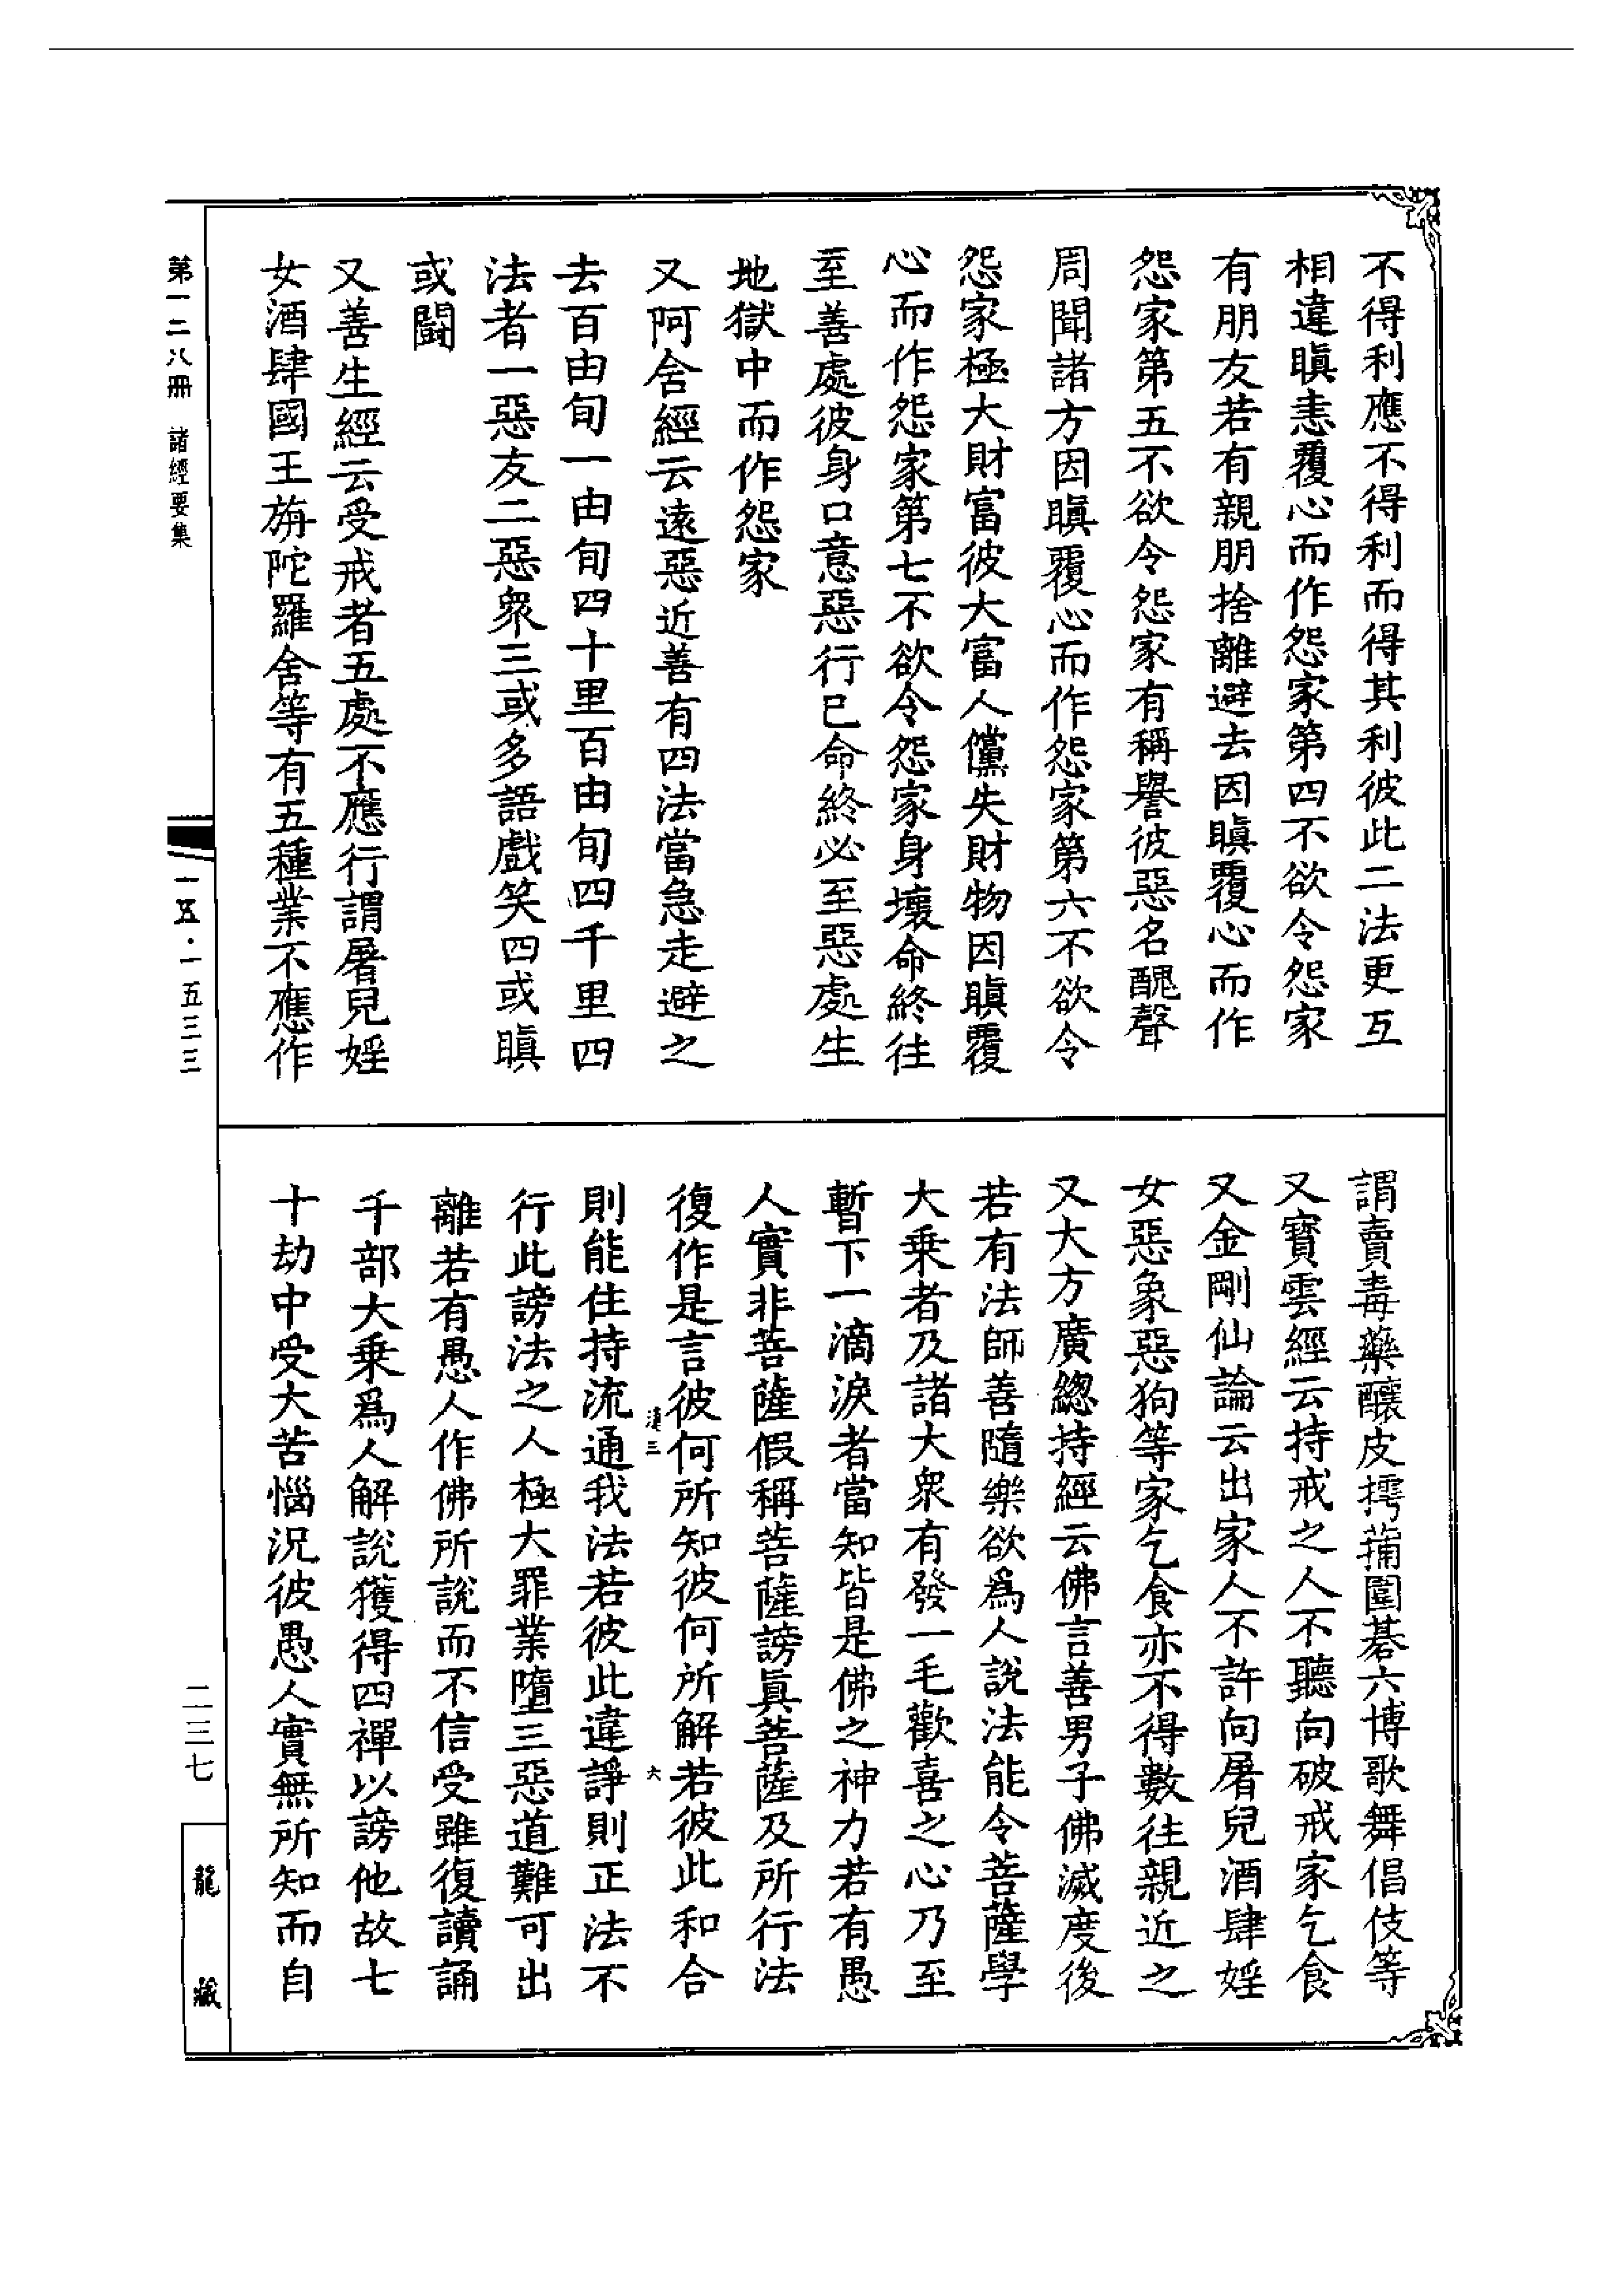 不得利應不得利而得其利彼此二法更互
相違瞋恚覆心而作怨家第四不欲令怨家
有朋友若有親朋捨離避去因瞋覆心而作
怨家第五不欲令怨家有稱譽彼惡名醜聲
周聞諸方因瞋覆心而作怨家第六不欲令
怨家極大財富彼大富人儻失財物因瞋覆
心而作怨家第七不欲令怨家身壞命終往
至善處彼身口意惡行已命終必至惡處生
地獄中而作怨家
又阿含經云遠惡近善有四法當急走避之
去百由旬一由旬四十里百由旬四千里四
法者一惡友二惡衆三或多語戲笑四或瞋
或鬪
又善生經云受戒者五處不應行謂屠兒婬
女酒肆國王旃陀羅舍等有五種業不應作
謂賣毒藥釀皮摴蒱圍碁六博歌舞倡伎等
又寶雲經云持戒之人不聽向破戒家乞食
又金剛仙論云出家人不許向屠兒酒肆婬
女惡象惡狗等家乞食亦不得數往親近之
又大方廣緫持經云佛言善男子佛滅度後
若有法師善隨樂欲爲人說法能令菩薩學
大乘者及諸大衆有發一毛歡喜之心乃至
暫下一滴淚者當知皆是佛之神力若有愚
人實非菩薩假稱菩薩謗眞菩薩及所行法
復作是言彼何所知彼何所解若彼此和合
三 六
則能住持流通我法若彼此違諍則正法不
行此謗法之人極大罪業墮三惡道難可出
離若有愚人作佛所說而不信受雖復讀誦
千部大乘爲人解說獲得四禪以謗他故七
十劫中受大苦惱況彼愚人實無所知而自
第一二八冊 諸經要集
一五·一五三三
二三七
龍藏